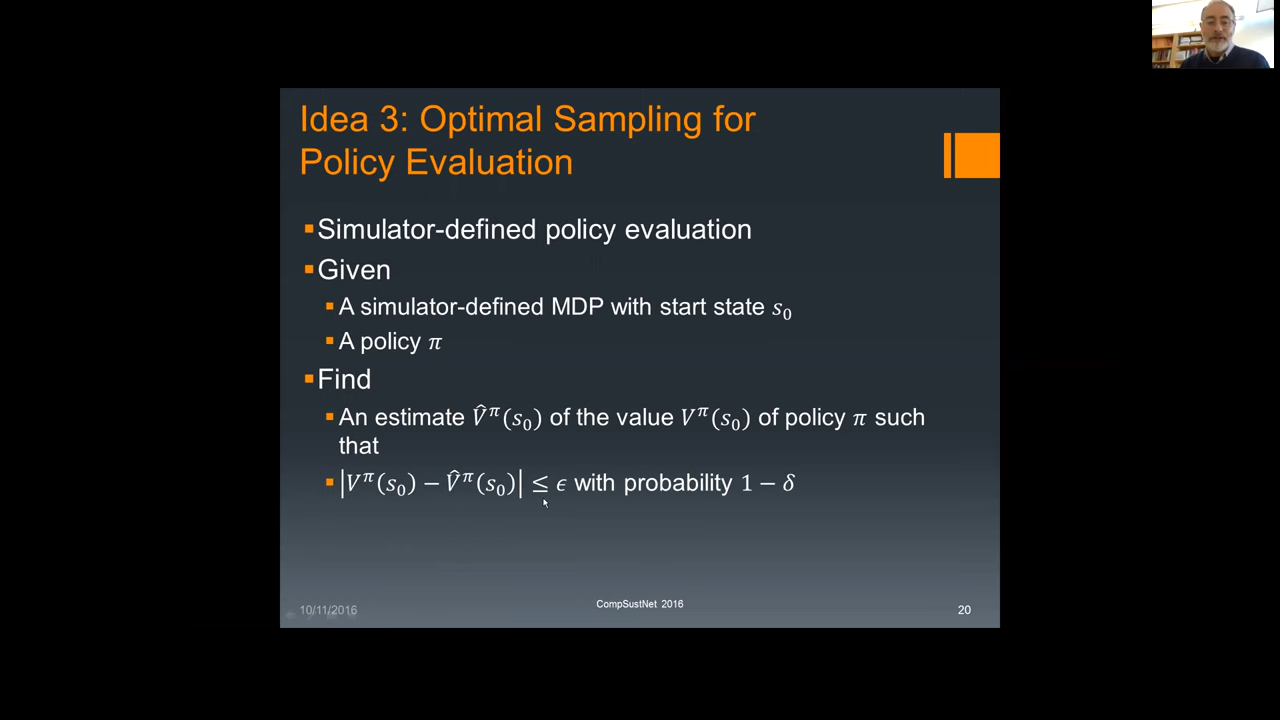 Idea 3: Optimal Sampling for
Policy Evaluation
Simulator-defined policy evaluation
Given
A simulator-defined MDP with start state s₀
A policy π
Find
An estimate V̂^π(s₀) of the value V^π(s₀) of policy π such
that
|V^π(s₀) − V̂^π(s₀)| ≤ ϵ with probability 1 − δ
10/11/2016
CompSustNet 2016
20